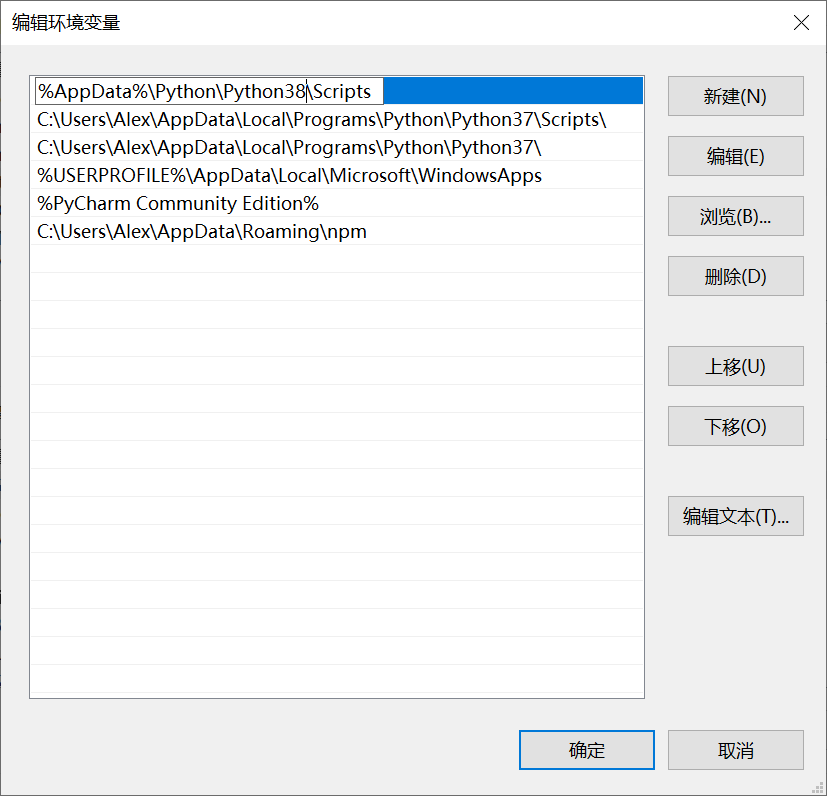 编辑环境变量
%AppData%\Python\Python38\Scripts
C:\Users\Alex\AppData\Local\Programs\Python\Python37\Scripts\
C:\Users\Alex\AppData\Local\Programs\Python\Python37\
%USERPROFILE%\AppData\Local\Microsoft\WindowsApps
%PyCharm Community Edition%
C:\Users\Alex\AppData\Roaming\npm
新建(N)
编辑(E)
浏览(B)...
删除(D)
上移(U)
下移(O)
编辑文本(T)...
确定
取消